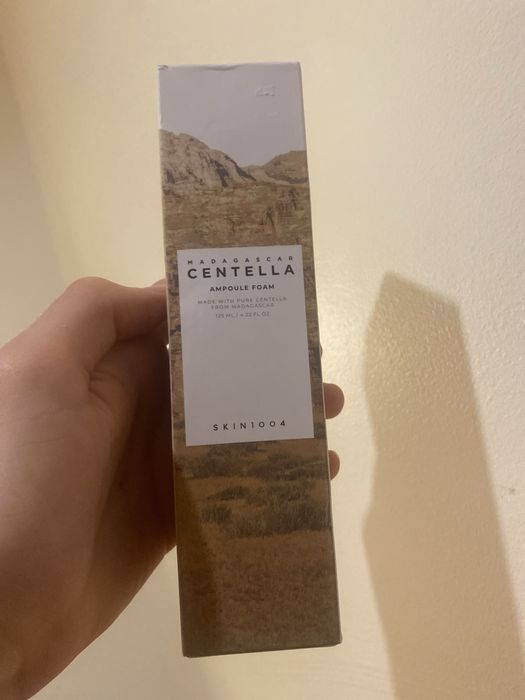 MADAGASCAR
CENTELLA
AMPOULE FOAM
MADE WITH PURE CENTELLA
FROM MADAGASCAR
125 ML / 4.22 FL.OZ.
SKIN1004